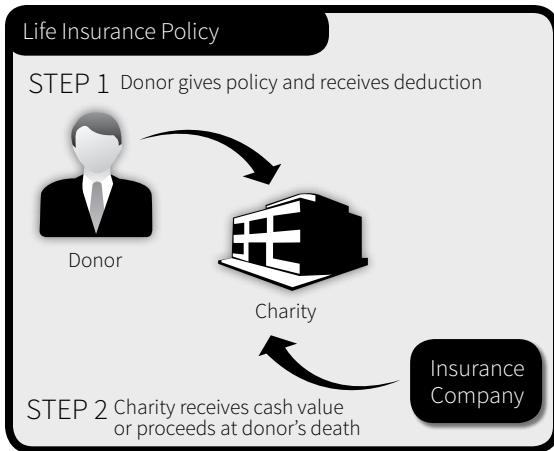 Life Insurance Policy
STEP 1 Donor gives policy and receives deduction
Donor
Charity
Insurance
Company
STEP 2 Charity receives cash value
or proceeds at donor's death